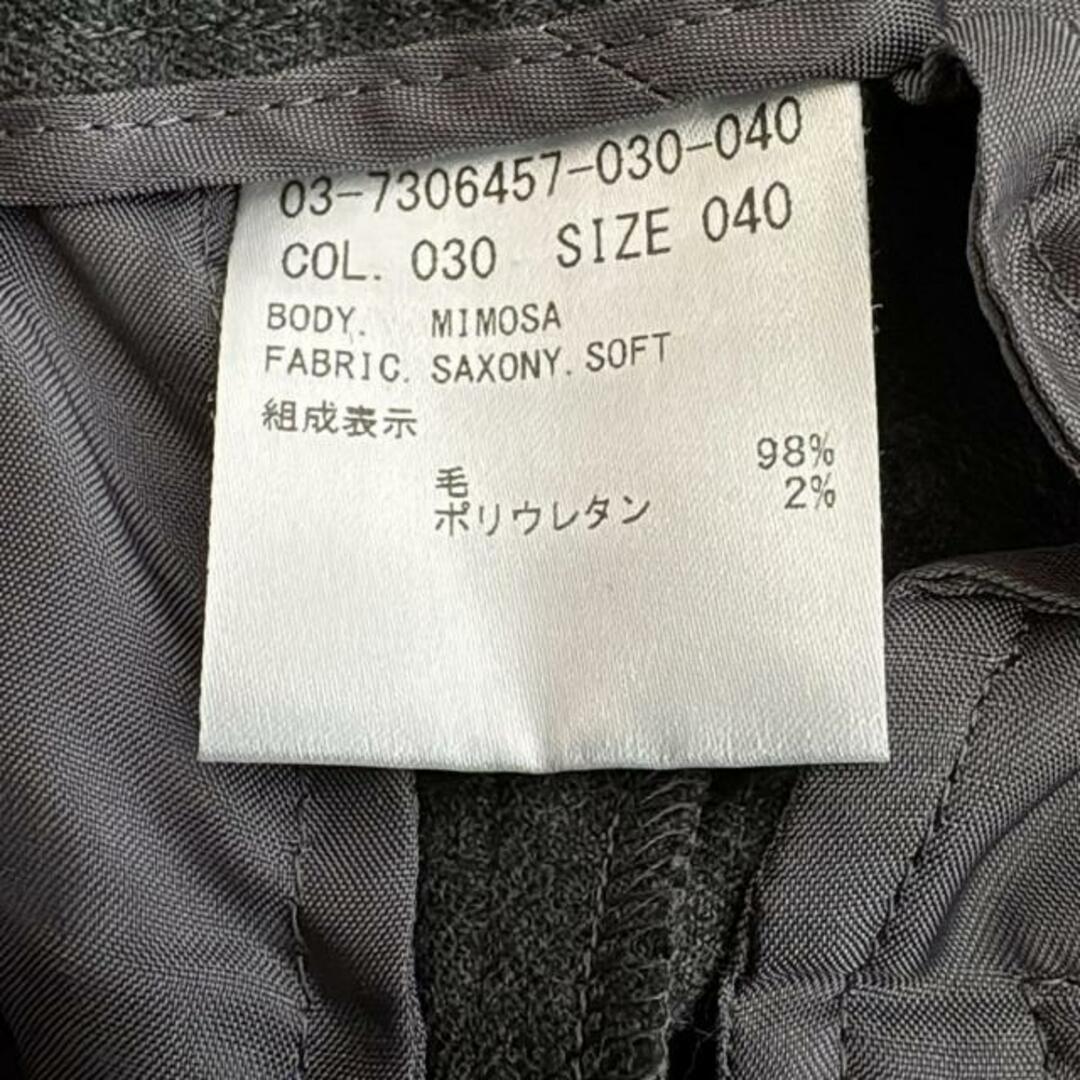 03-7306457-030-040
COL. 030 SIZE 040
BODY. MIMOSA
FABRIC. SAXONY. SOFT
組成表示
毛 98%
ポリウレタン 2%